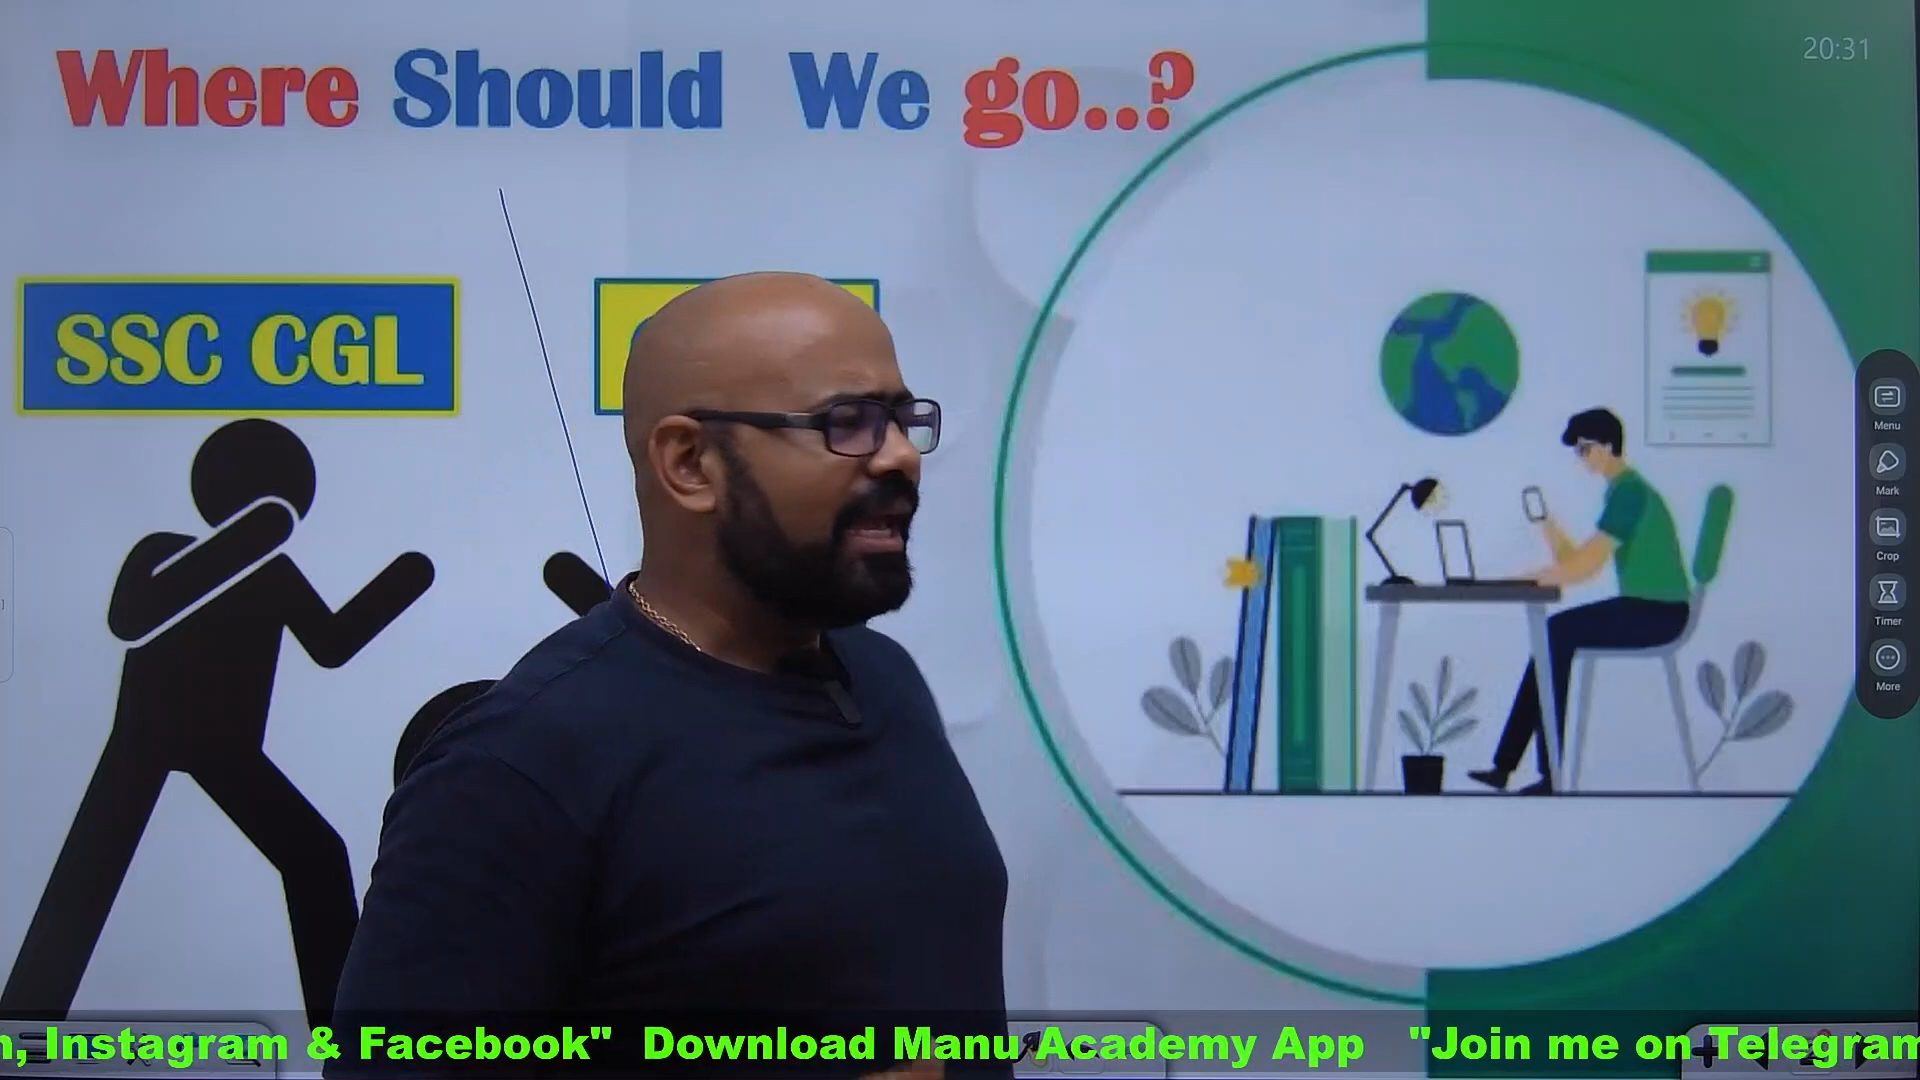 Where Should We go..?
20:31
SSC CGL
Menu
Mark
Crop
Timer
More
, Instagram & Facebook" Download Manu Academy App "Join me on Telegram